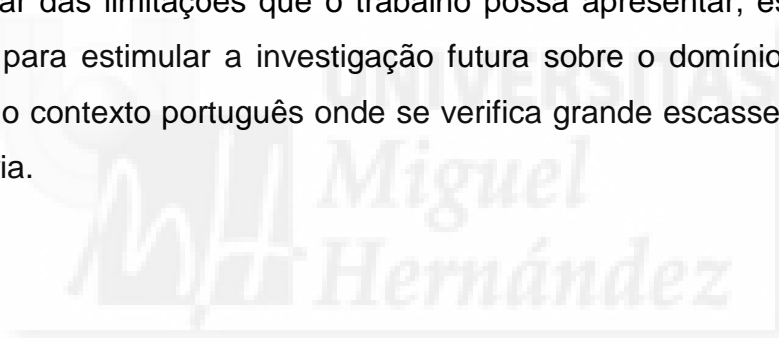 ar das limitações que o trabalho possa apresentar, es
para estimular a investigação futura sobre o domínio
o contexto português onde se verifica grande escasse
ia.
UNIVERSITAS
Miguel
Hernández